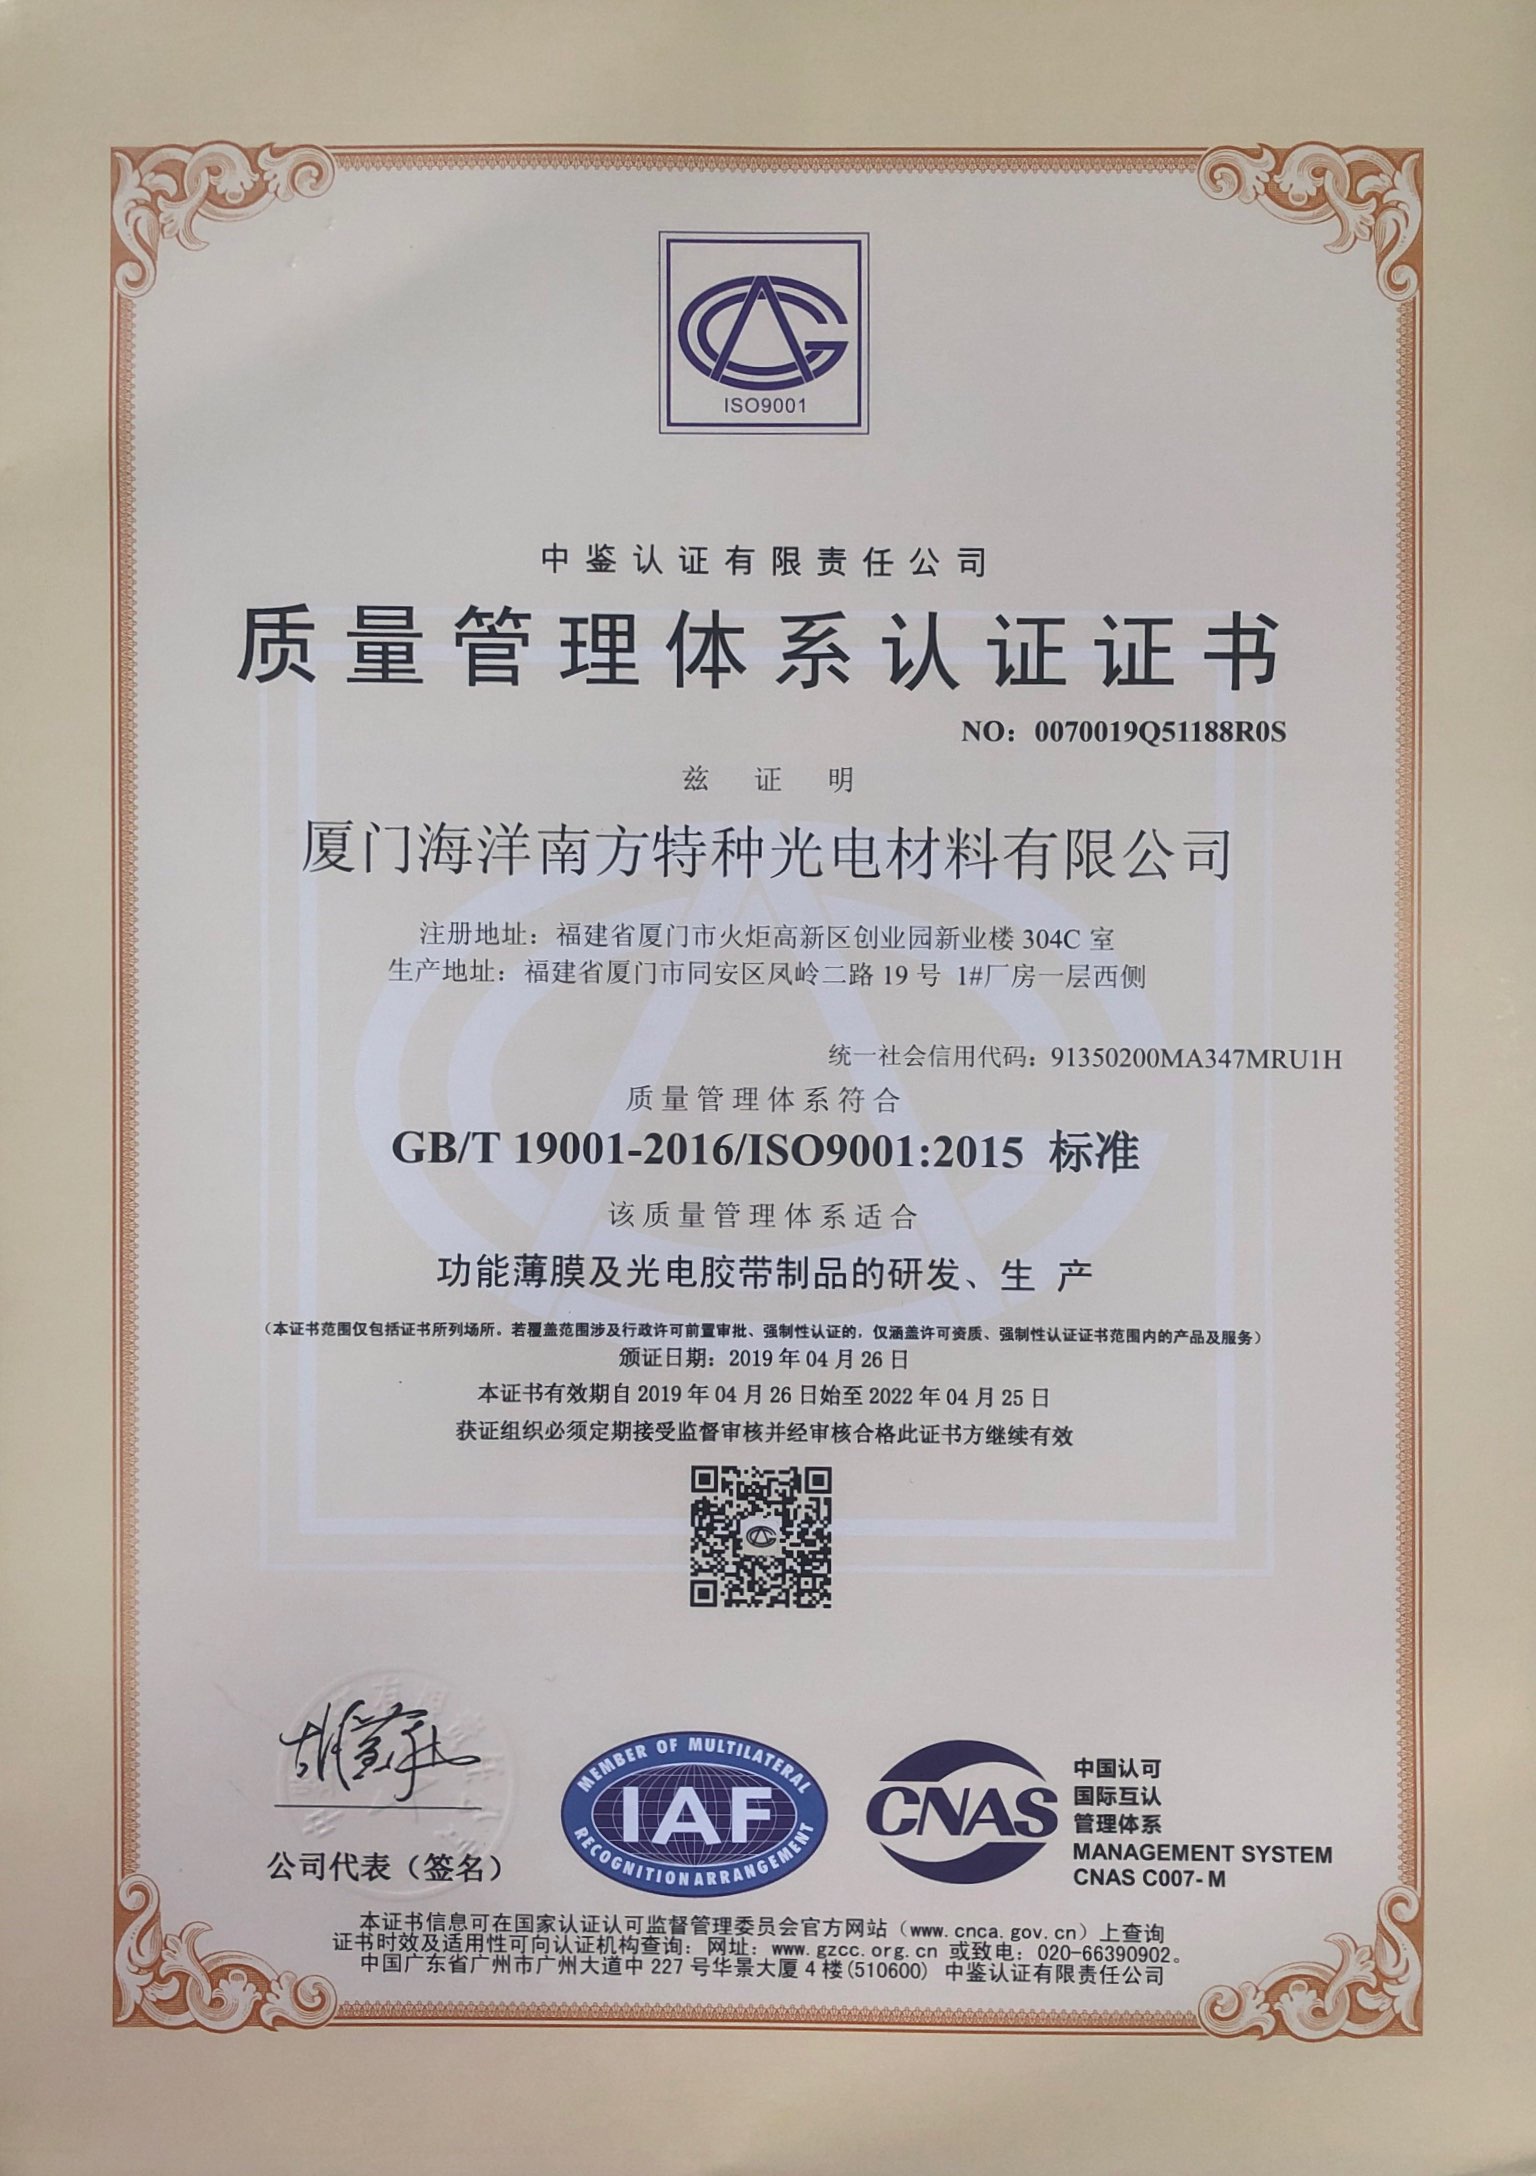 ISO9001
中鉴认证有限责任公司
质量管理体系认证证书
NO：0070019Q51188R0S
兹 证 明
厦门海洋南方特种光电材料有限公司
注册地址：福建省厦门市火炬高新区创业园新业楼 304C 室
生产地址：福建省厦门市同安区凤岭二路 19 号 1#厂房一层西侧
统一社会信用代码：91350200MA347MRU1H
质量管理体系符合
GB/T 19001-2016/ISO9001:2015 标准
该质量管理体系适合
功能薄膜及光电胶带制品的研发、生 产
（本证书范围仅包括证书所列场所。若覆盖范围涉及行政许可前置审批、强制性认证的，仅涵盖许可资质、强制性认证证书范围内的产品及服务）
颁证日期：2019 年 04 月 26 日
本证书有效期自 2019 年 04 月 26 日始至 2022 年 04 月 25 日
获证组织必须定期接受监督审核并经审核合格此证书方继续有效
公司代表（签名）
MEMBER OF MULTILATERAL
IAF
RECOGNITION ARRANGEMENT
CNAS
中国认可
国际互认
管理体系
MANAGEMENT SYSTEM
CNAS C007-M
本证书信息可在国家认证认可监督管理委员会官方网站（www.cnca.gov.cn）上查询
证书时效及适用性可向认证机构查询：网址：www.gzcc.org.cn 或致电：020-66390902。
中国广东省广州市广州大道中 227 号华景大厦 4 楼(510600) 中鉴认证有限责任公司